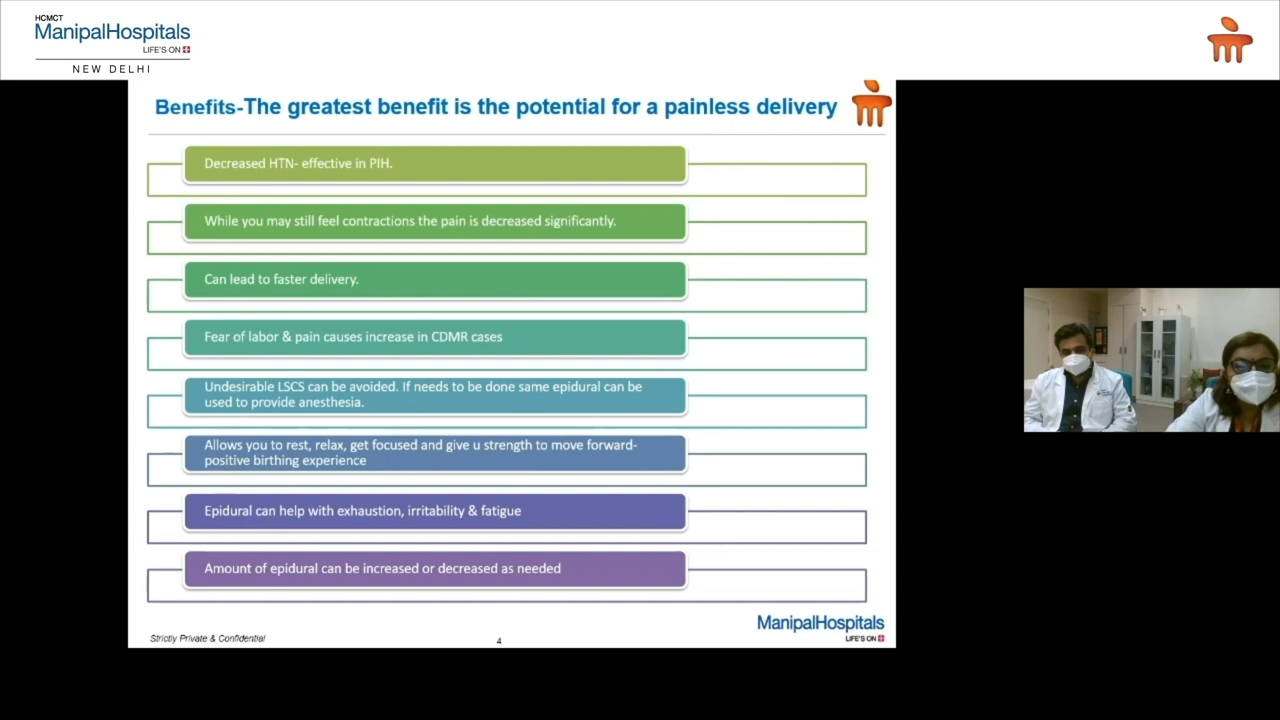 HCMCT
ManipalHospitals
LIFE'S ON
NEW DELHI
Benefits-The greatest benefit is the potential for a painless delivery
Decreased HTN- effective in PIH.
While you may still feel contractions the pain is decreased significantly.
Can lead to faster delivery.
Fear of labor & pain causes increase in CDMR cases
Undesirable LSCS can be avoided. If needs to be done same epidural can be
used to provide anesthesia.
Allows you to rest, relax, get focused and give u strength to move forward-
positive birthing experience
Epidural can help with exhaustion, irritability & fatigue
Amount of epidural can be increased or decreased as needed
ManipalHospitals
LIFE'S ON
Strictly Private & Confidential
4